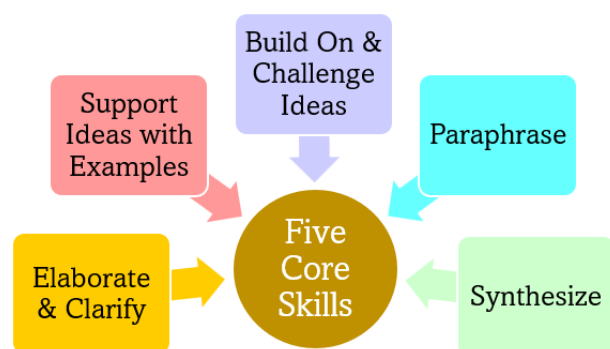 Build On &
Challenge
Ideas
Support
Ideas with
Examples
Paraphrase
Five
Core
Skills
Elaborate
& Clarify
Synthesize